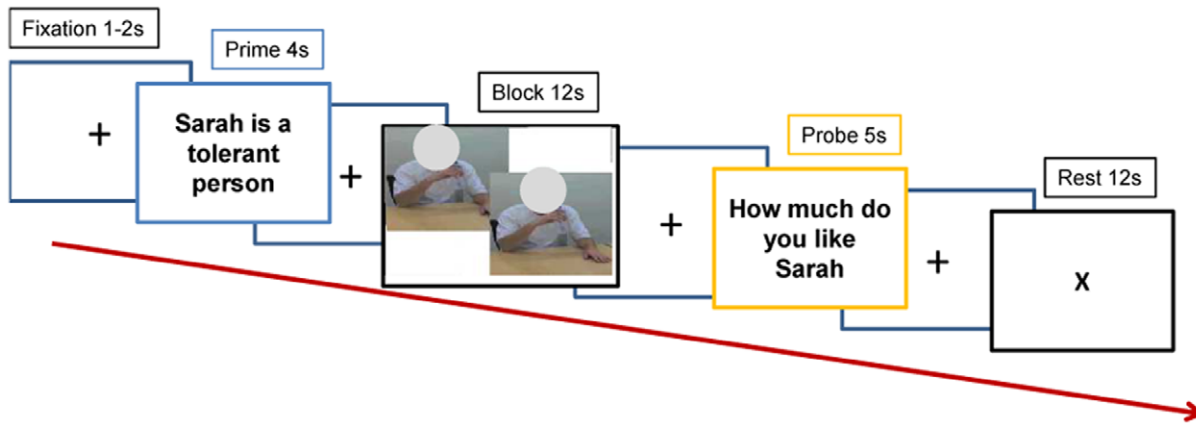 Fixation 1-2s
+
Prime 4s
Sarah is a
tolerant
person
+
Block 12s
+
Probe 5s
How much do
you like
Sarah
+
Rest 12s
X